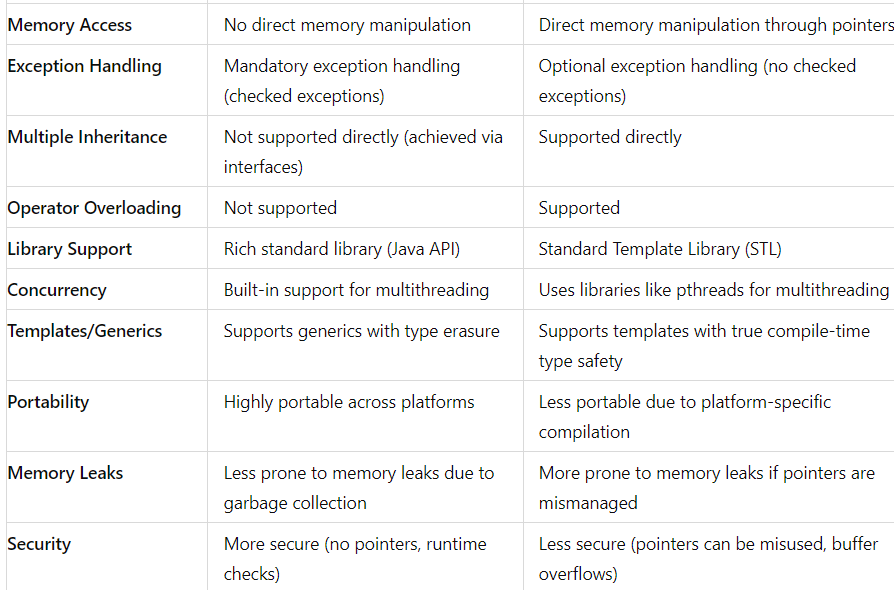 Memory Access No direct memory manipulation Direct memory manipulation through pointers
Exception Handling Mandatory exception handling Optional exception handling (no checked
(checked exceptions) exceptions)
Multiple Inheritance Not supported directly (achieved via Supported directly
interfaces)
Operator Overloading Not supported Supported
Library Support Rich standard library (Java API) Standard Template Library (STL)
Concurrency Built-in support for multithreading Uses libraries like pthreads for multithreading
Templates/Generics Supports generics with type erasure Supports templates with true compile-time
type safety
Portability Highly portable across platforms Less portable due to platform-specific
compilation
Memory Leaks Less prone to memory leaks due to More prone to memory leaks if pointers are
garbage collection mismanaged
Security More secure (no pointers, runtime Less secure (pointers can be misused, buffer
checks) overflows)